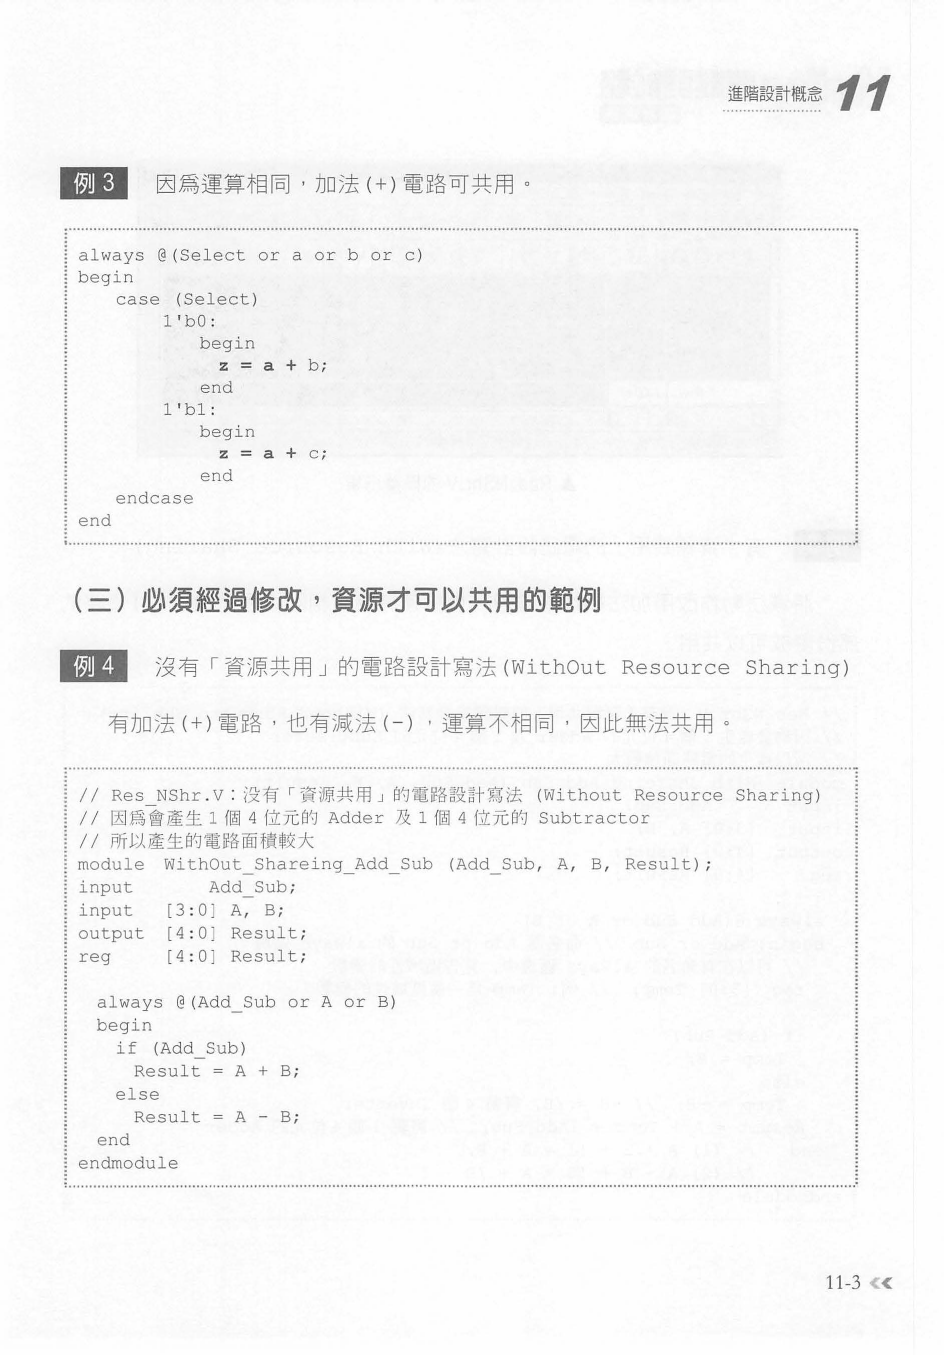 進階設計概念 11
例 3 因爲運算相同，加法(+)電路可共用。
always @(Select or a or b or c)
begin
case (Select)
1'b0:
begin
z = a + b;
end
1'b1:
begin
z = a + c;
end
endcase
end
(三) 必須經過修改，資源才可以共用的範例
例 4 沒有「資源共用」的電路設計寫法(WithOut Resource Sharing)
有加法(+)電路，也有減法(-)，運算不相同，因此無法共用。
// Res_NShr.V：沒有「資源共用」的電路設計寫法 (Without Resource Sharing)
// 因爲會產生 1 個 4 位元的 Adder 及 1 個 4 位元的 Subtractor
// 所以產生的電路面積較大
module WithOut_Shareing_Add_Sub (Add_Sub, A, B, Result);
input Add_Sub;
input [3:0] A, B;
output [4:0] Result;
reg [4:0] Result;
always @(Add_Sub or A or B)
begin
if (Add_Sub)
Result = A + B;
else
Result = A - B;
end
endmodule
11-3